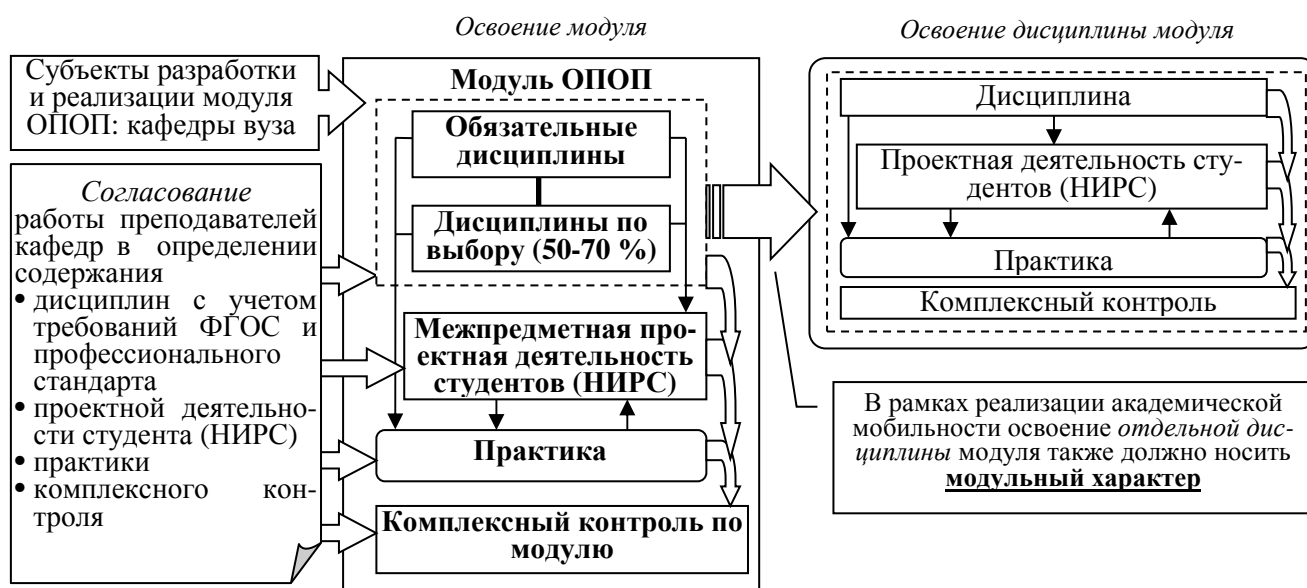 Освоение модуля
Освоение дисциплины модуля
Субъекты разработки
и реализации модуля
ОПОП: кафедры вуза
Согласование
работы преподавателей
кафедр в определении
содержания
• дисциплин с учетом
требований ФГОС и
профессионального
стандарта
• проектной деятельно-
сти студента (НИРС)
• практики
• комплексного кон-
троля
Модуль ОПОП
Обязательные
дисциплины
Дисциплины по
выбору (50-70 %)
Межпредметная про-
ектная деятельность
студентов (НИРС)
Практика
Комплексный контроль по
модулю
Дисциплина
Проектная деятельность сту-
дентов (НИРС)
Практика
Комплексный контроль
В рамках реализации академической
мобильности освоение отдельной дис-
циплины модуля также должно носить
модульный характер